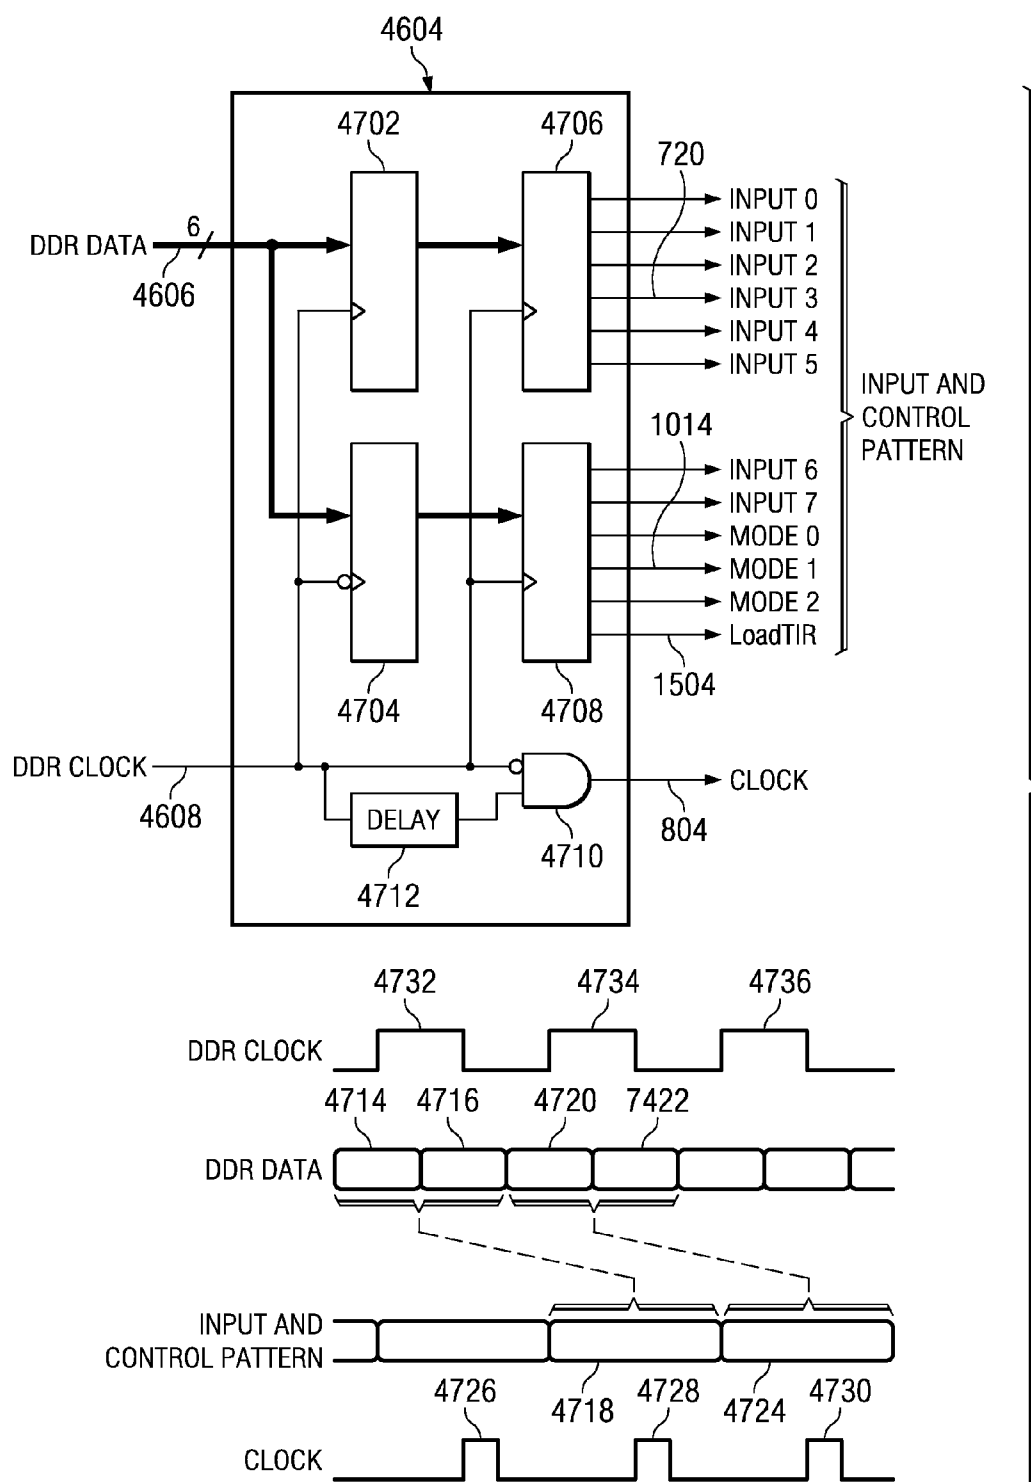 4604
4702
4706
720
DDR DATA
6
4606
INPUT 0
INPUT 1
INPUT 2
INPUT 3
INPUT 4
INPUT 5
INPUT AND
CONTROL
PATTERN
1014
INPUT 6
INPUT 7
MODE 0
MODE 1
MODE 2
LoadTIR
4704
4708
1504
DDR CLOCK
4608
DELAY
4712
4710
CLOCK
804
4732
4734
4736
DDR CLOCK
4714
4716
4720
7422
DDR DATA
INPUT AND
CONTROL PATTERN
4726
4718
4728
4724
4730
CLOCK